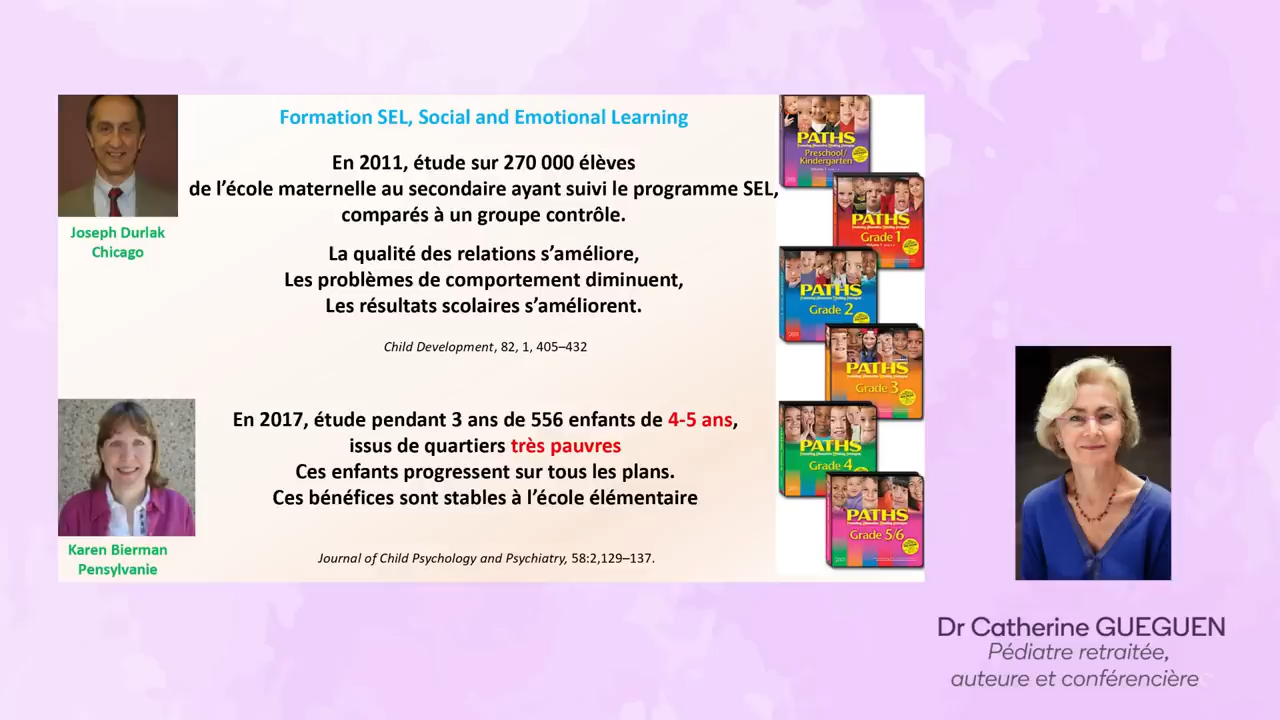 Formation SEL, Social and Emotional Learning
En 2011, étude sur 270 000 élèves
de l'école maternelle au secondaire ayant suivi le programme SEL,
comparés à un groupe contrôle.
La qualité des relations s'améliore,
Les problèmes de comportement diminuent,
Les résultats scolaires s'améliorent.
Child Development, 82, 1, 405–432
Joseph Durlak
Chicago
En 2017, étude pendant 3 ans de 556 enfants de 4-5 ans,
issus de quartiers très pauvres
Ces enfants progressent sur tous les plans.
Ces bénéfices sont stables à l'école élémentaire
Journal of Child Psychology and Psychiatry, 58:2,129–137.
Karen Bierman
Pensylvanie
PATHS
Preschool/
Kindergarten
PATHS
Grade 1
PATHS
Grade 2
PATHS
Grade 3
PATHS
Grade 4
PATHS
Grade 5/6
Dr Catherine GUEGUEN
Pédiatre retraitée,
auteure et conférencière